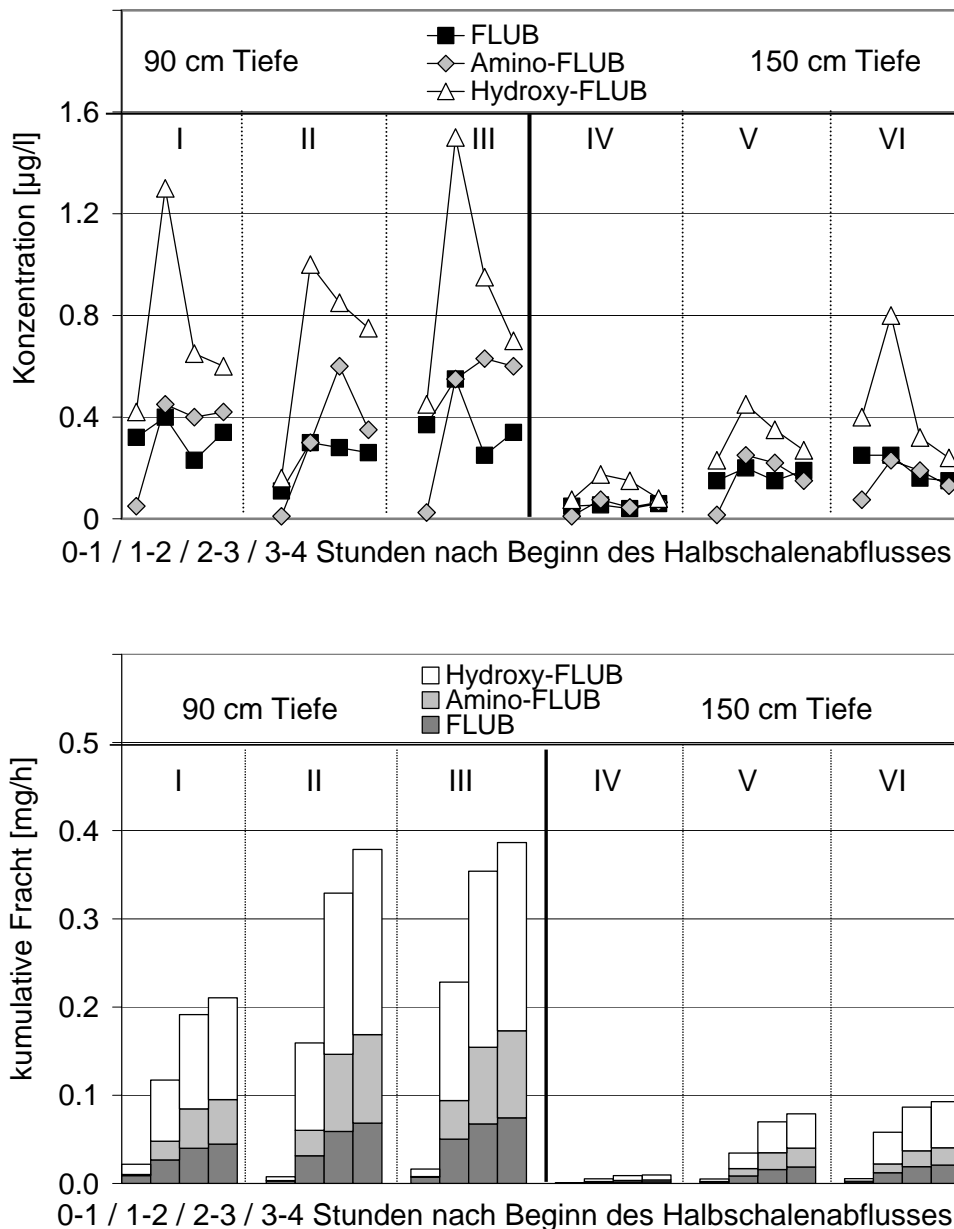 FLUB
90 cm Tiefe
Amino-FLUB
150 cm Tiefe
Hydroxy-FLUB
Konzentration [µg/l]
1.6
1.2
0.8
0.4
0
I
II
III
IV
V
VI
0-1 / 1-2 / 2-3 / 3-4 Stunden nach Beginn des Halbschalenabflusses
Hydroxy-FLUB
90 cm Tiefe
Amino-FLUB
150 cm Tiefe
FLUB
kumulative Fracht [mg/h]
0.5
0.4
0.3
0.2
0.1
0.0
I
II
III
IV
V
VI
0-1 / 1-2 / 2-3 / 3-4 Stunden nach Beginn des Halbschalenabflusses